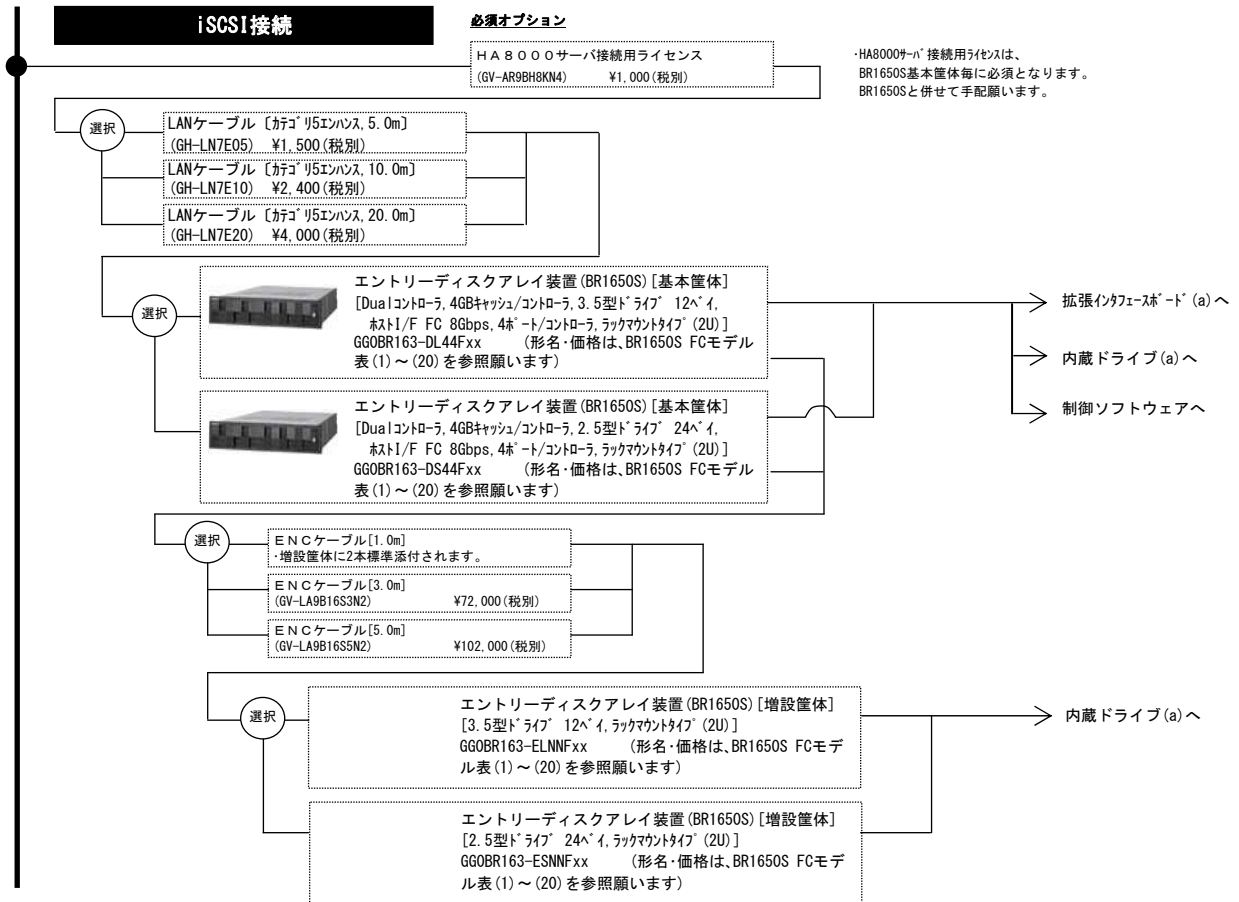 iSCSI接続
必須オプション
HA8000サーバ接続用ライセンス
(GV-AR9BH8KN4) ¥1,000(税別)
・HA8000ｻｰﾊﾞ接続用ﾗｲｾﾝｽは、
BR1650S基本筐体毎に必須となります。
BR1650Sと併せて手配願います。
選択
LANケーブル〔ｶﾃｺﾞﾘ5ｴﾝﾊﾝｽ,5.0m〕
(GH-LN7E05) ¥1,500(税別)
LANケーブル〔ｶﾃｺﾞﾘ5ｴﾝﾊﾝｽ,10.0m〕
(GH-LN7E10) ¥2,400(税別)
LANケーブル〔ｶﾃｺﾞﾘ5ｴﾝﾊﾝｽ,20.0m〕
(GH-LN7E20) ¥4,000(税別)
選択
エントリーディスクアレイ装置(BR1650S)[基本筐体]
[Dualｺﾝﾄﾛｰﾗ,4GBｷｬｯｼｭ/ｺﾝﾄﾛｰﾗ,3.5型ﾄﾞﾗｲﾌﾞ 12ﾍﾞｲ,
ﾎｽﾄI/F FC 8Gbps,4ﾎﾟｰﾄ/ｺﾝﾄﾛｰﾗ,ﾗｯｸﾏｳﾝﾄﾀｲﾌﾟ(2U)]
GGOBR163-DL44Fxx (形名・価格は、BR1650S FCモデル
表(1)～(20)を参照願います)
拡張ｲﾝﾀﾌｪｰｽﾎﾞｰﾄﾞ(a)へ
内蔵ドライブ(a)へ
制御ソフトウェアへ
エントリーディスクアレイ装置(BR1650S)[基本筐体]
[Dualｺﾝﾄﾛｰﾗ,4GBｷｬｯｼｭ/ｺﾝﾄﾛｰﾗ,2.5型ﾄﾞﾗｲﾌﾞ 24ﾍﾞｲ,
ﾎｽﾄI/F FC 8Gbps,4ﾎﾟｰﾄ/ｺﾝﾄﾛｰﾗ,ﾗｯｸﾏｳﾝﾄﾀｲﾌﾟ(2U)]
GGOBR163-DS44Fxx (形名・価格は、BR1650S FCモデル
表(1)～(20)を参照願います)
選択
ENCケーブル[1.0m]
・増設筐体に2本標準添付されます。
ENCケーブル[3.0m]
(GV-LA9B16S3N2) ¥72,000(税別)
ENCケーブル[5.0m]
(GV-LA9B16S5N2) ¥102,000(税別)
選択
エントリーディスクアレイ装置(BR1650S)[増設筐体]
[3.5型ﾄﾞﾗｲﾌﾞ 12ﾍﾞｲ,ﾗｯｸﾏｳﾝﾄﾀｲﾌﾟ(2U)]
GGOBR163-ELNNFxx (形名・価格は、BR1650S FCモデ
ル表(1)～(20)を参照願います)
内蔵ドライブ(a)へ
エントリーディスクアレイ装置(BR1650S)[増設筐体]
[2.5型ﾄﾞﾗｲﾌﾞ 24ﾍﾞｲ,ﾗｯｸﾏｳﾝﾄﾀｲﾌﾟ(2U)]
GGOBR163-ESNNFxx (形名・価格は、BR1650S FCモデ
ル表(1)～(20)を参照願います)